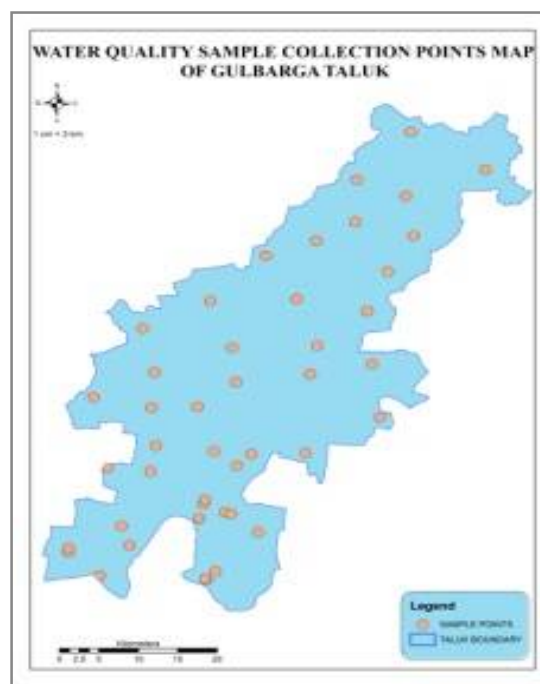 WATER QUALITY SAMPLE COLLECTION POINTS MAP
OF GULBARGA TALUK
Legend
SAMPLE POINTS
TALUK BOUNDARY
Kilometers
0 2.5 5 10 15 20